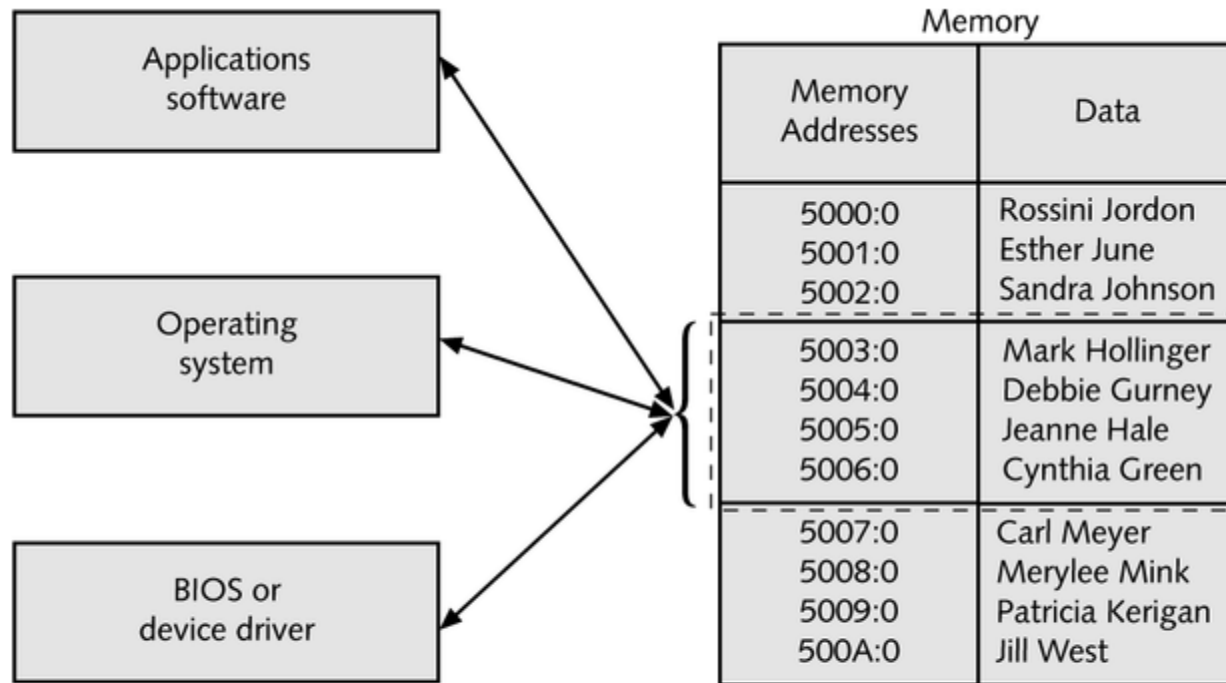 Applications
software
Operating
system
BIOS or
device driver
Memory
Memory Addresses Data
5000:0 Rossini Jordon
5001:0 Esther June
5002:0 Sandra Johnson
5003:0 Mark Hollinger
5004:0 Debbie Gurney
5005:0 Jeanne Hale
5006:0 Cynthia Green
5007:0 Carl Meyer
5008:0 Merylee Mink
5009:0 Patricia Kerigan
500A:0 Jill West